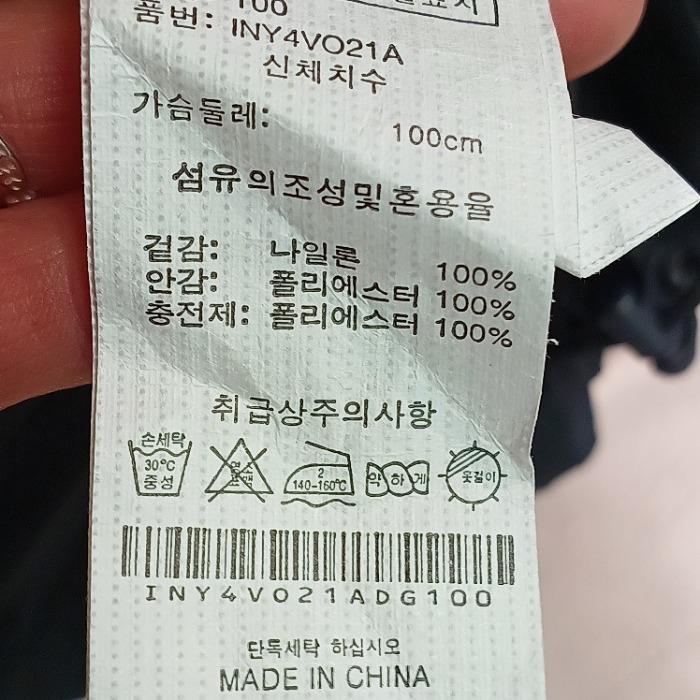 100
품번: INY4VO21A
신체치수
가슴둘레: 100cm
섬유의조성및혼용율
겉감: 나일론 100%
안감: 폴리에스터 100%
충전제: 폴리에스터 100%
취급상주의사항
손세탁
30℃
중성
염소
표백
2
140-160℃
약하게
옷걸이
INY4VO21ADG100
단독세탁 하십시오
MADE IN CHINA